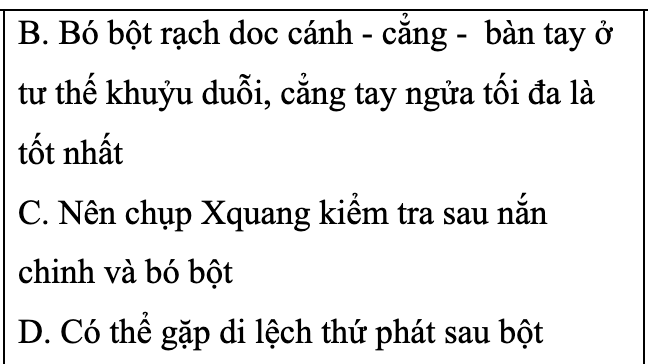 B. Bó bột rạch doc cánh - cẳng - bàn tay ở
tư thế khuỷu duỗi, cẳng tay ngửa tối đa là
tốt nhất
C. Nên chụp Xquang kiểm tra sau nắn
chinh và bó bột
D. Có thể gặp di lệch thứ phát sau bột